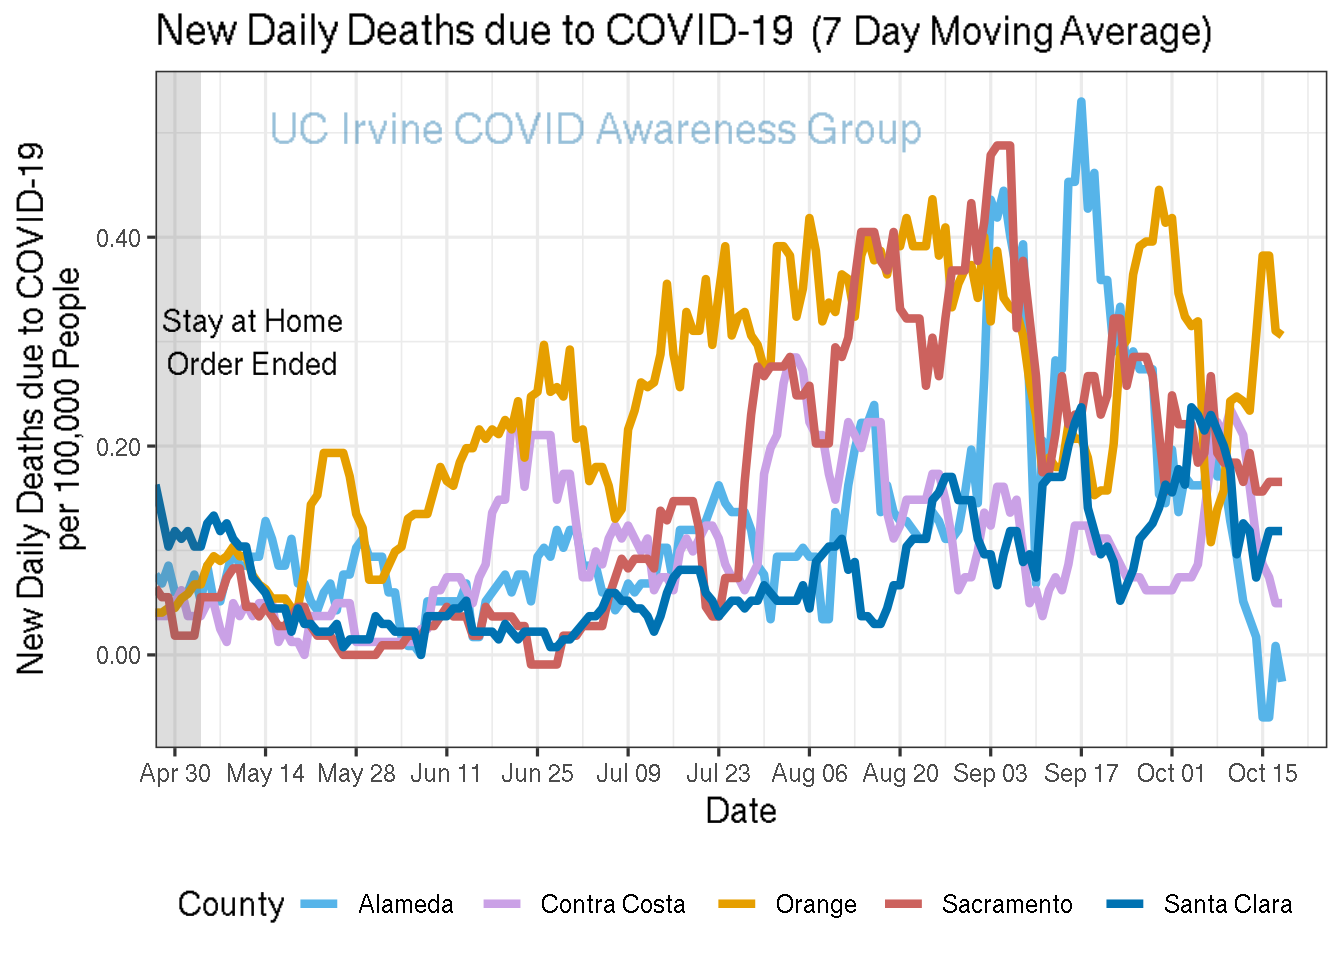 New Daily Deaths due to COVID-19 (7 Day Moving Average)
UC Irvine COVID Awareness Group
New Daily Deaths due to COVID-19
per 100,000 People
0.40
0.20
0.00
Stay at Home
Order Ended
Apr 30 May 14 May 28 Jun 11 Jun 25 Jul 09 Jul 23 Aug 06 Aug 20 Sep 03 Sep 17 Oct 01 Oct 15
Date
County Alameda Contra Costa Orange Sacramento Santa Clara